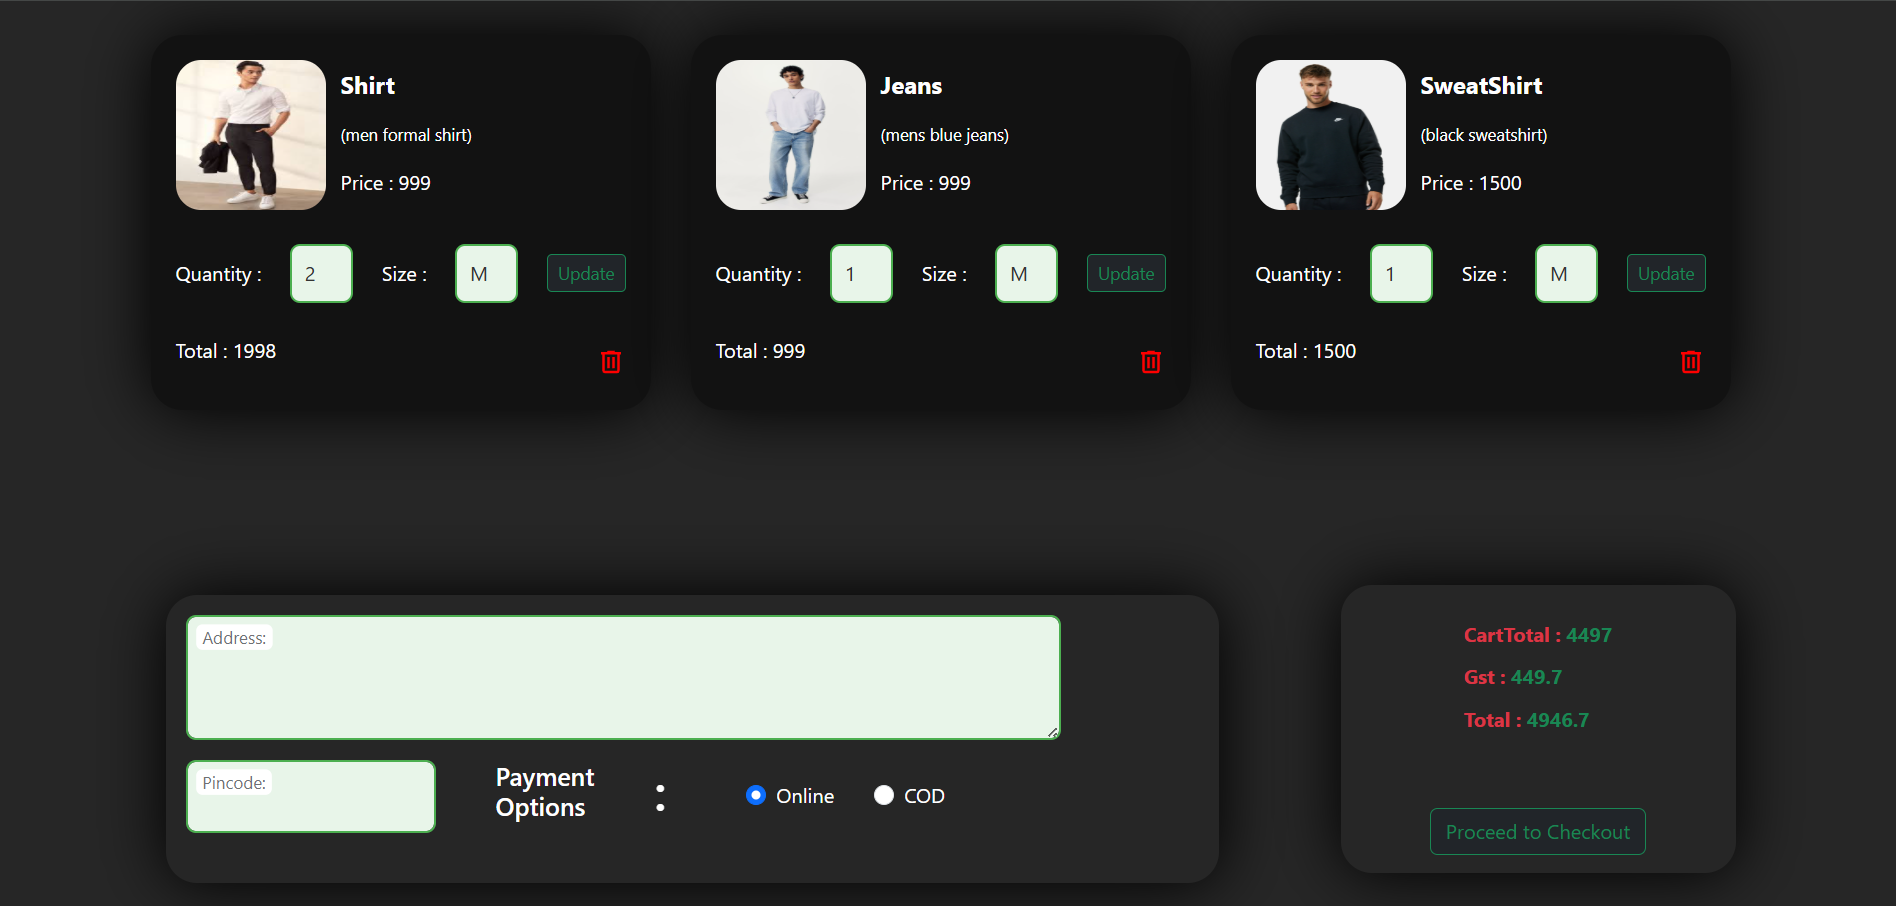 Shirt
(men formal shirt)
Price : 999
Quantity : 2 Size : M Update
Total : 1998
Jeans
(mens blue jeans)
Price : 999
Quantity : 1 Size : M Update
Total : 999
SweatShirt
(black sweatshirt)
Price : 1500
Quantity : 1 Size : M Update
Total : 1500
Address:
Pincode:
Payment
Options :
Online COD
CartTotal : 4497
Gst : 449.7
Total : 4946.7
Proceed to Checkout